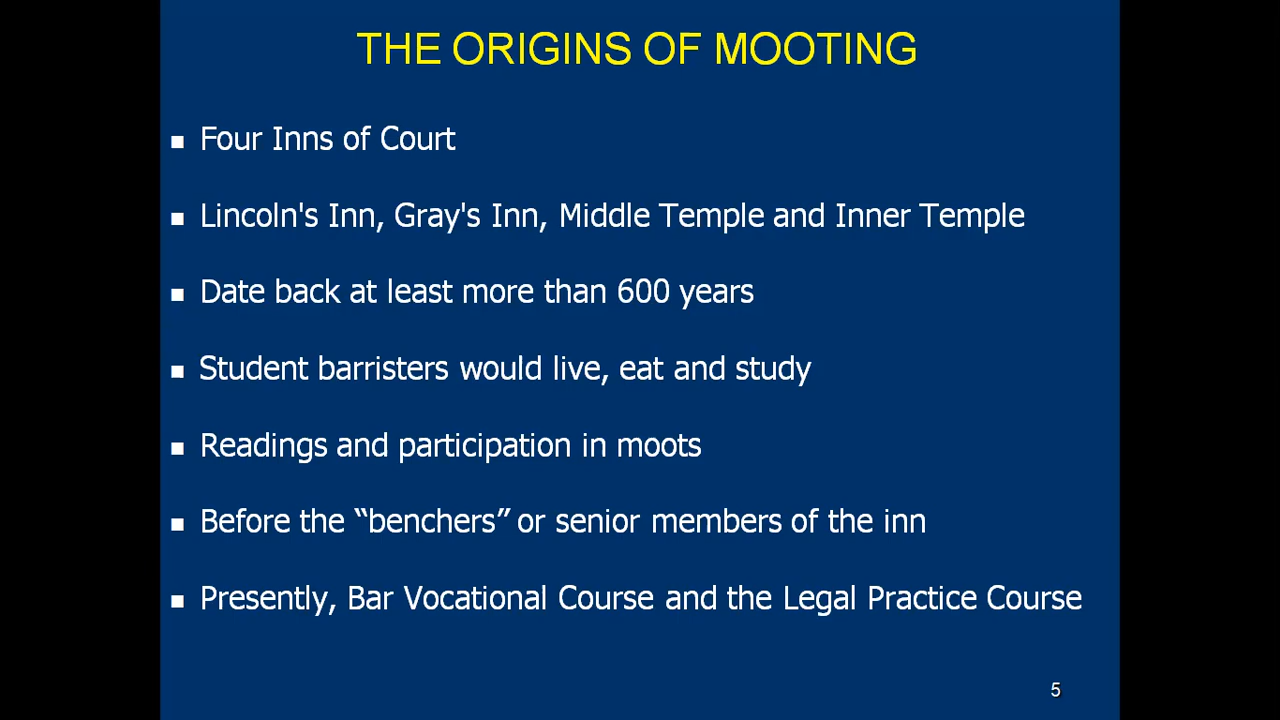 THE ORIGINS OF MOOTING
▪ Four Inns of Court
▪ Lincoln's Inn, Gray's Inn, Middle Temple and Inner Temple
▪ Date back at least more than 600 years
▪ Student barristers would live, eat and study
▪ Readings and participation in moots
▪ Before the “benchers” or senior members of the inn
▪ Presently, Bar Vocational Course and the Legal Practice Course
5